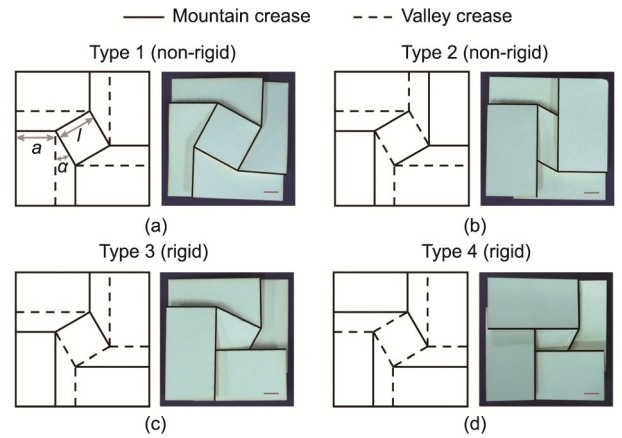 Mountain crease Valley crease
Type 1 (non-rigid) Type 2 (non-rigid)
a
l
α
(a) (b)
Type 3 (rigid) Type 4 (rigid)
(c) (d)